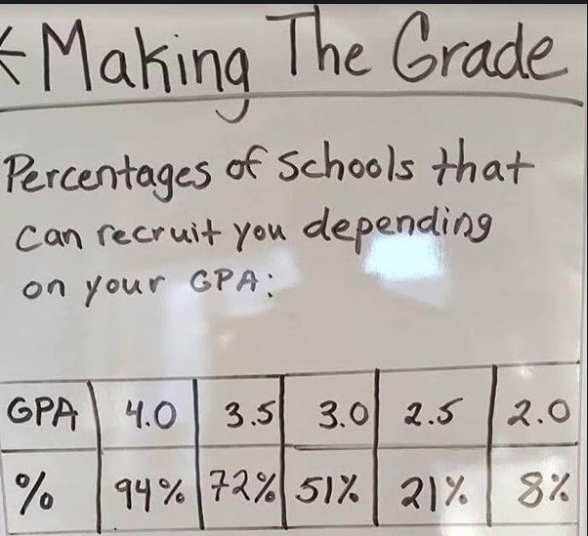 Making The Grade
Percentages of schools that
can recruit you depending
on your GPA:
GPA 4.0 3.5 3.0 2.5 2.0
% 94% 72% 51% 21% 8%